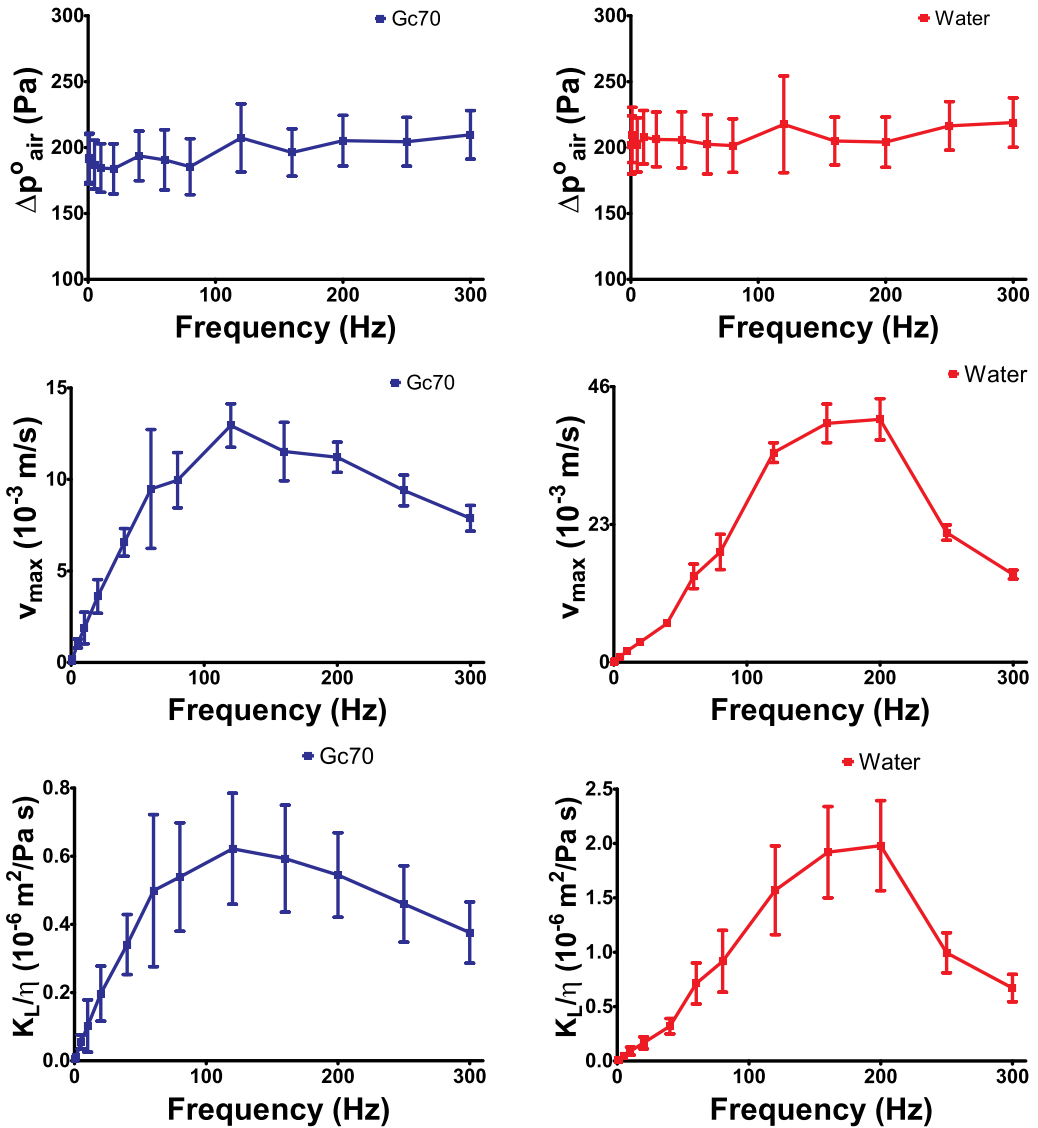 300
250
200
150
100
Δpᵒair (Pa)
0 100 200 300
Frequency (Hz)
Gc70
300
250
200
150
100
Δpᵒair (Pa)
0 100 200 300
Frequency (Hz)
Water
15
10
5
0
vmax (10⁻³ m/s)
0 100 200 300
Frequency (Hz)
Gc70
46
23
0
vmax (10⁻³ m/s)
0 100 200 300
Frequency (Hz)
Water
0.8
0.6
0.4
0.2
0.0
KL/η (10⁻⁶ m²/Pa s)
0 100 200 300
Frequency (Hz)
Gc70
2.5
2.0
1.5
1.0
0.5
0.0
KL/η (10⁻⁶ m²/Pa s)
0 100 200 300
Frequency (Hz)
Water